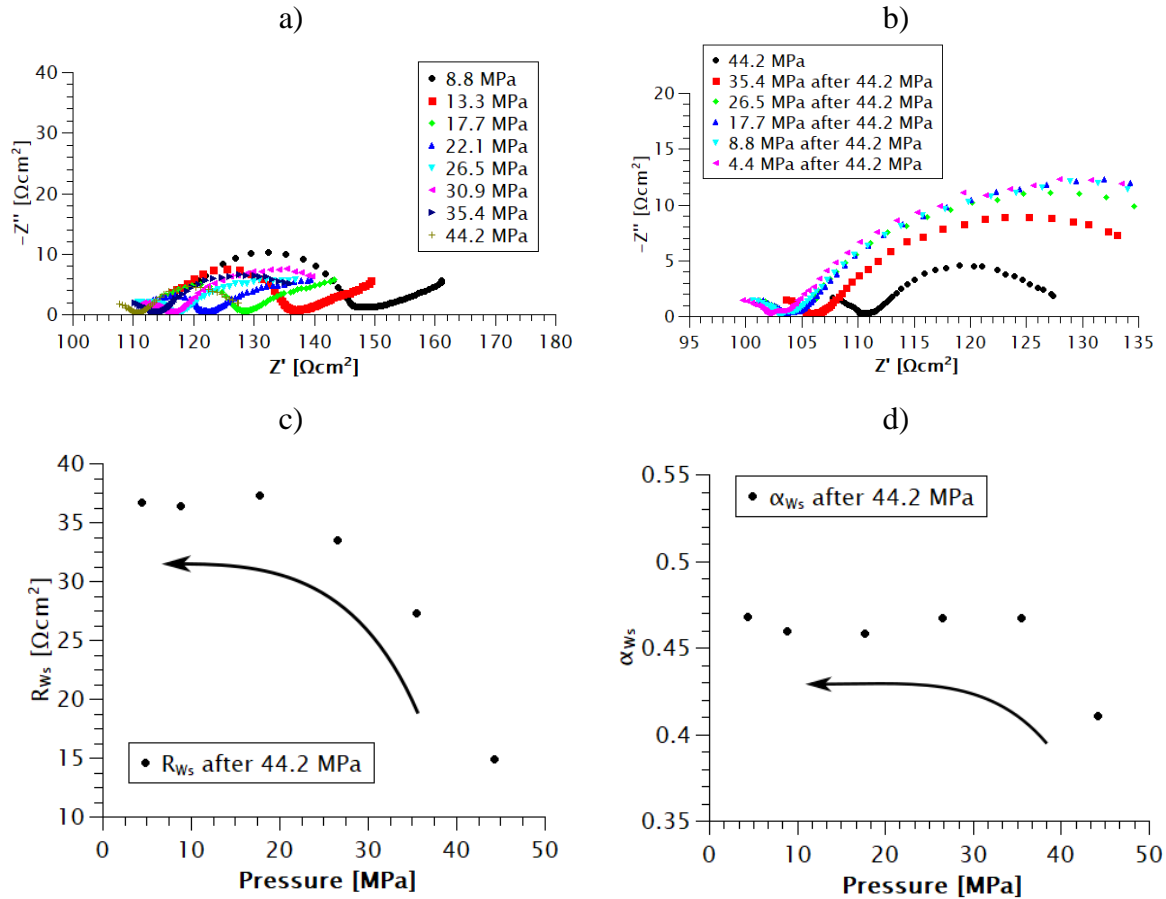 a)
b)
40
30
20
10
0
100
110
120
130
140
150
160
170
180
-Z'' [Ωcm²]
Z' [Ωcm²]
8.8 MPa
13.3 MPa
17.7 MPa
22.1 MPa
26.5 MPa
30.9 MPa
35.4 MPa
44.2 MPa
44.2 MPa
35.4 MPa after 44.2 MPa
26.5 MPa after 44.2 MPa
17.7 MPa after 44.2 MPa
8.8 MPa after 44.2 MPa
4.4 MPa after 44.2 MPa
20
15
10
5
0
95
100
105
110
115
120
125
130
135
-Z'' [Ωcm²]
Z' [Ωcm²]
c)
d)
40
35
30
25
20
15
10
0
10
20
30
40
50
R_Ws [Ωcm²]
R_Ws after 44.2 MPa
Pressure [MPa]
0.55
0.5
0.45
0.4
0.35
0
10
20
30
40
50
α_Ws
α_Ws after 44.2 MPa
Pressure [MPa]